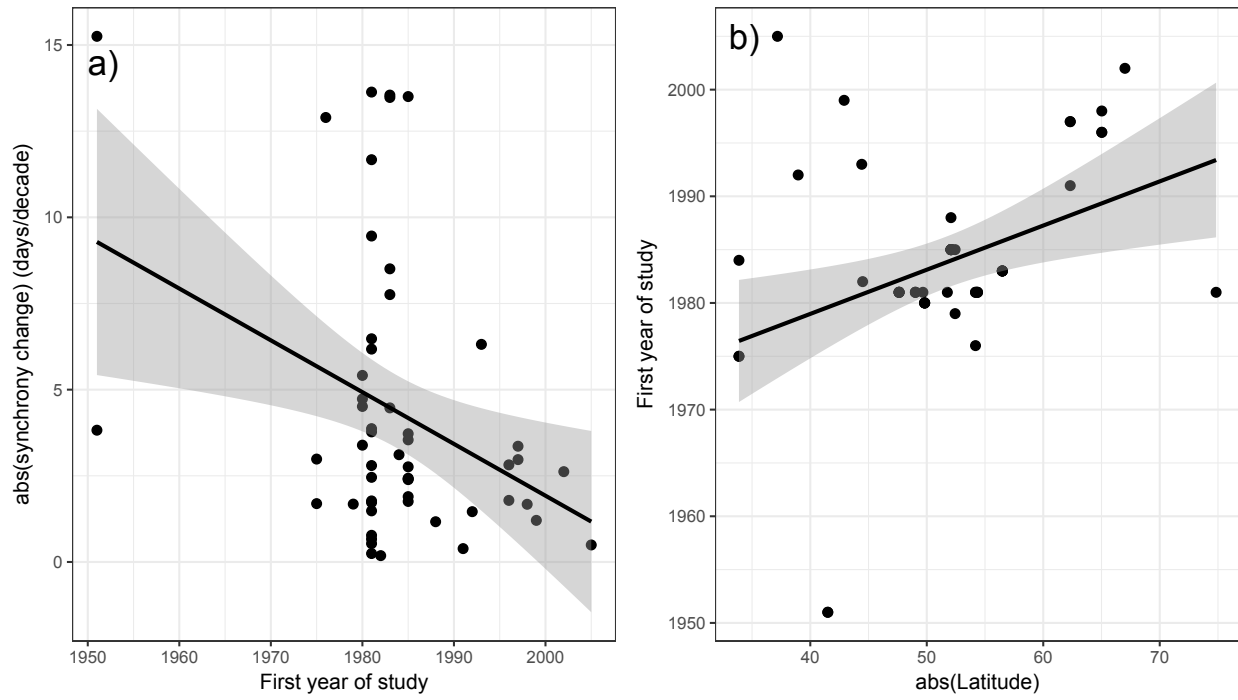 a)
abs(synchrony change) (days/decade)
15
10
5
0
1950 1960 1970 1980 1990 2000
First year of study
b)
First year of study
2000
1990
1980
1970
1960
1950
40 50 60 70
abs(Latitude)